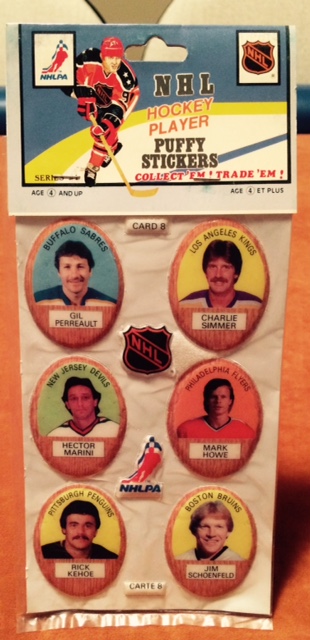 NHLPA
NHL
NHL
HOCKEY
PLAYER
PUFFY
STICKERS
COLLECT 'EM! TRADE 'EM!
SERIES
AGE 4 AND UP
AGE 4 ET PLUS
CARD 8
BUFFALO SABRES
GIL
PERREAULT
LOS ANGELES KINGS
CHARLIE
SIMMER
NHL
NEW JERSEY DEVILS
HECTOR
MARINI
PHILADELPHIA FLYERS
MARK
HOWE
NHLPA
PITTSBURGH PENGUINS
RICK
KEHOE
BOSTON BRUINS
JIM
SCHOENFELD
CARTE 8